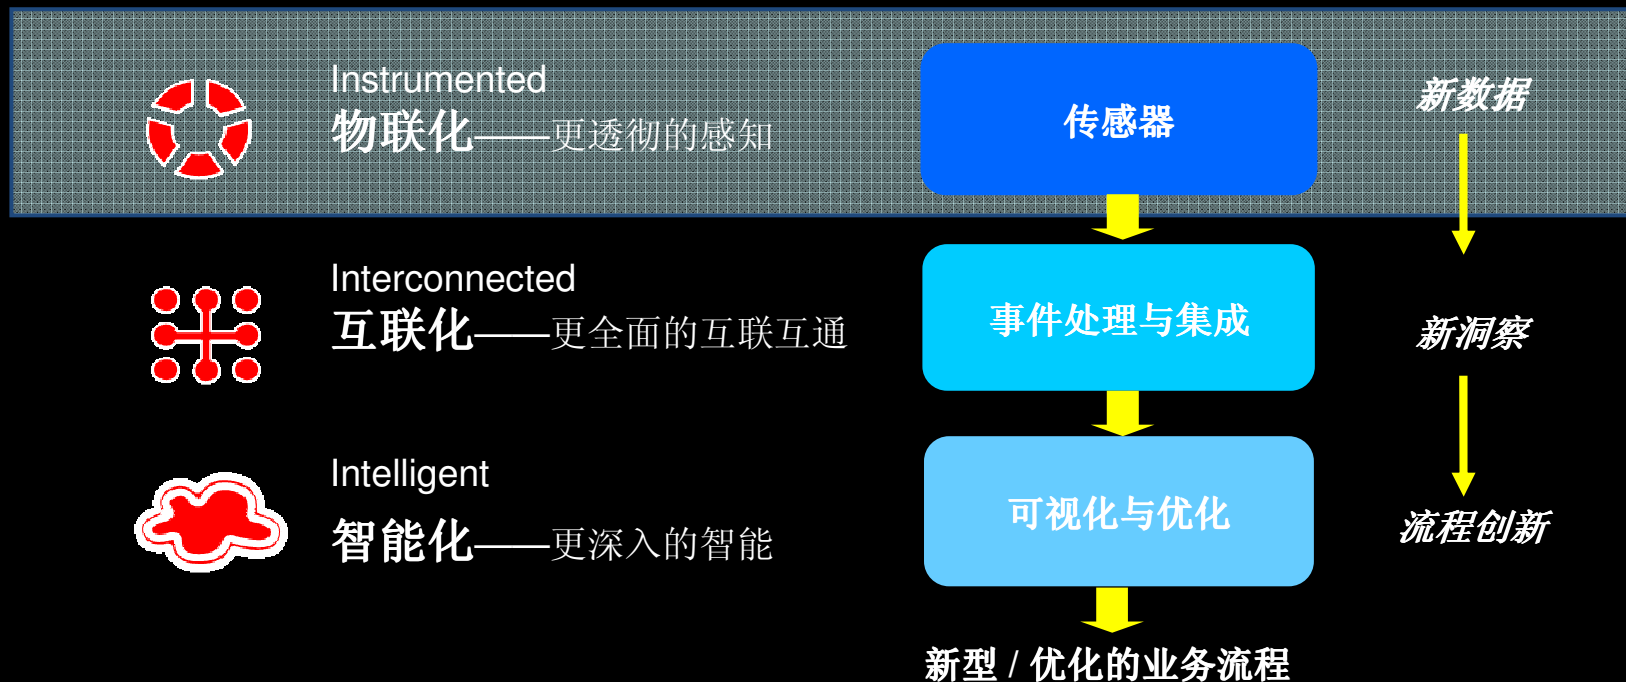 Instrumented
物联化——更透彻的感知
传感器
新数据
Interconnected
互联化——更全面的互联互通
事件处理与集成
新洞察
Intelligent
智能化——更深入的智能
可视化与优化
流程创新
新型 / 优化的业务流程